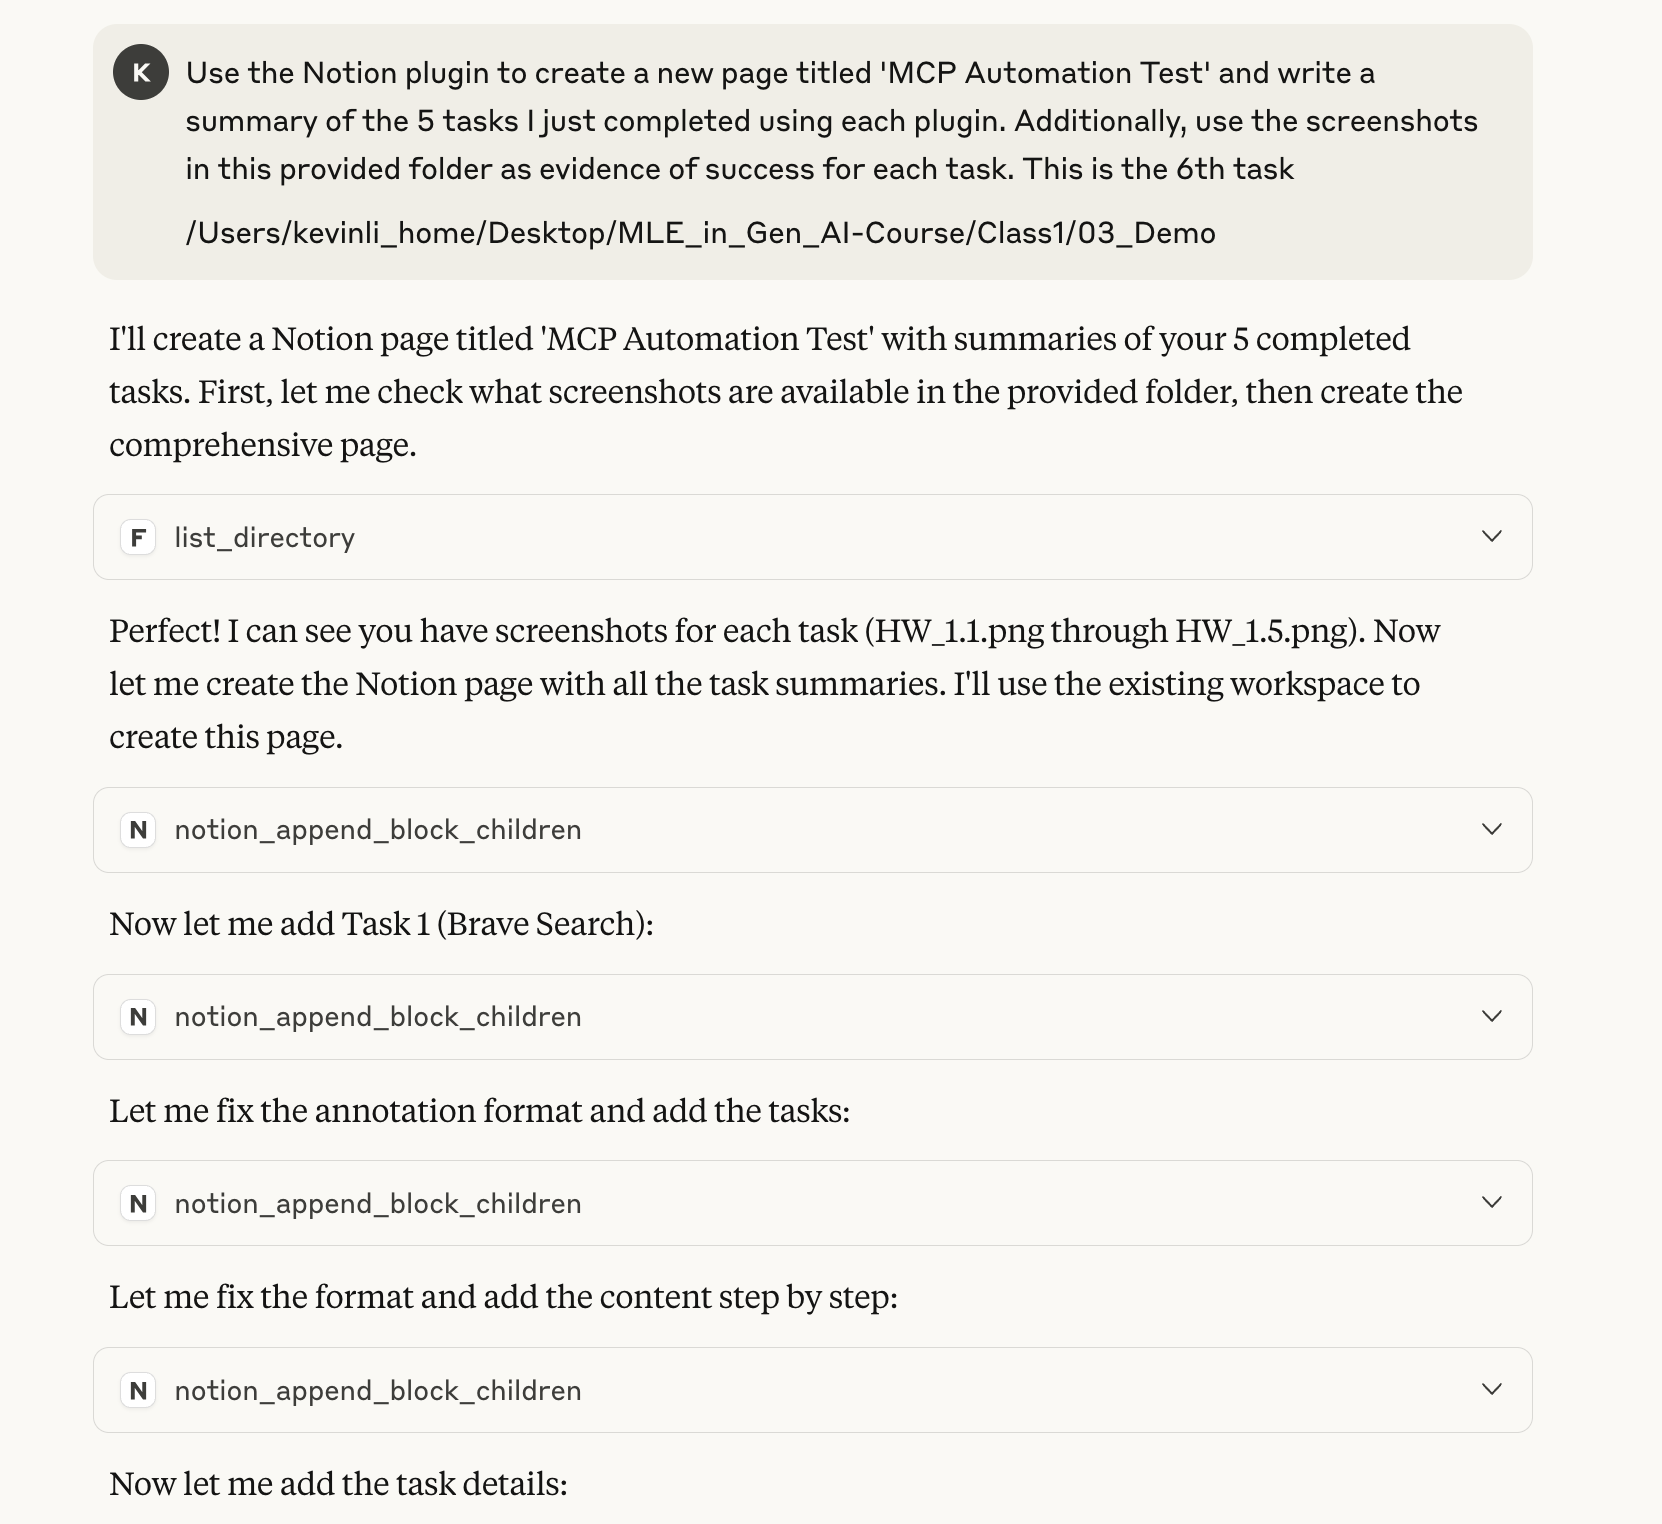 K
Use the Notion plugin to create a new page titled 'MCP Automation Test' and write a
summary of the 5 tasks I just completed using each plugin. Additionally, use the screenshots
in this provided folder as evidence of success for each task. This is the 6th task
/Users/kevinli_home/Desktop/MLE_in_Gen_AI-Course/Class1/03_Demo
I'll create a Notion page titled 'MCP Automation Test' with summaries of your 5 completed
tasks. First, let me check what screenshots are available in the provided folder, then create the
comprehensive page.
F list_directory
Perfect! I can see you have screenshots for each task (HW_1.1.png through HW_1.5.png). Now
let me create the Notion page with all the task summaries. I'll use the existing workspace to
create this page.
N notion_append_block_children
Now let me add Task 1 (Brave Search):
N notion_append_block_children
Let me fix the annotation format and add the tasks:
N notion_append_block_children
Let me fix the format and add the content step by step:
N notion_append_block_children
Now let me add the task details: